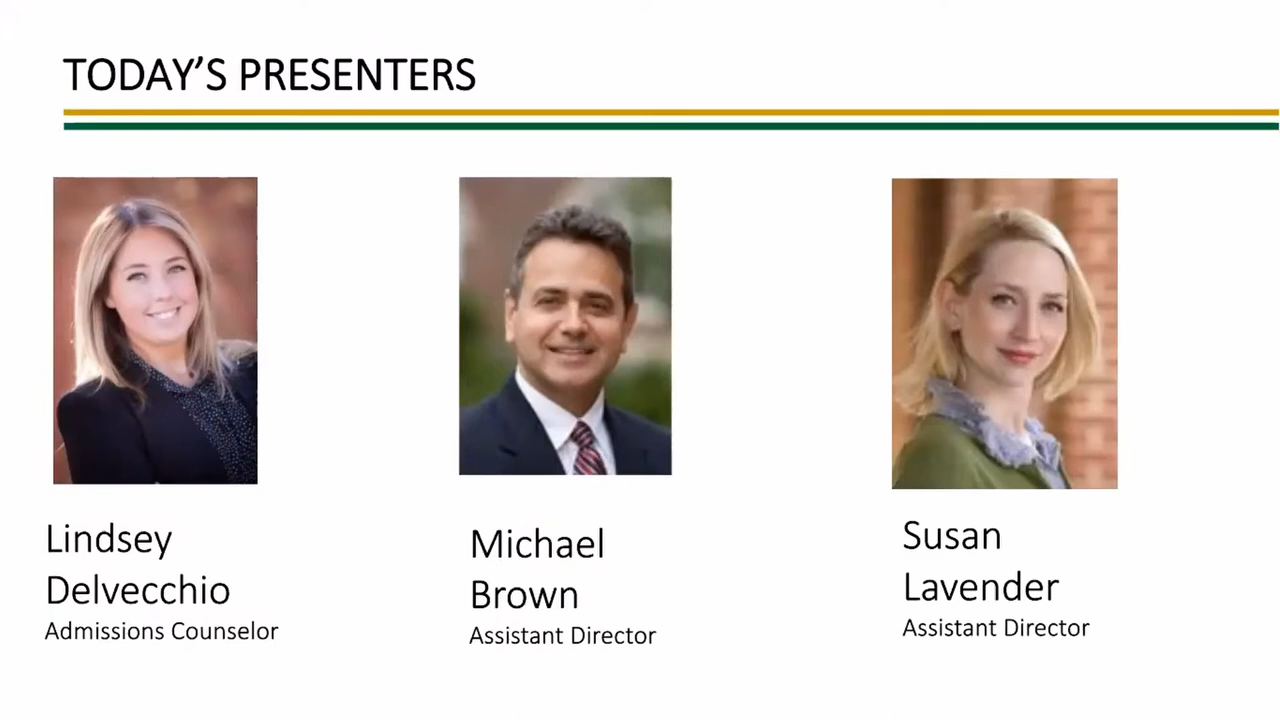 TODAY’S PRESENTERS
Lindsey
Delvecchio
Admissions Counselor
Michael
Brown
Assistant Director
Susan
Lavender
Assistant Director